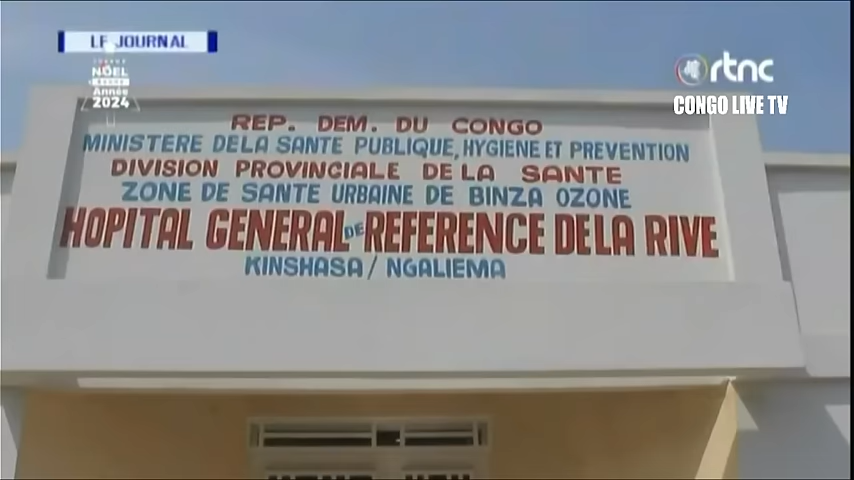 LE JOURNAL
NOËL
Année
2024
rtnc
CONGO LIVE TV
REP. DEM. DU CONGO
MINISTERE DELA SANTE PUBLIQUE, HYGIENE ET PREVENTION
DIVISION PROVINCIALE DE LA SANTE
ZONE DE SANTE URBAINE DE BINZA OZONE
HOPITAL GENERAL DE REFERENCE DE LA RIVE
KINSHASA / NGALIEMA